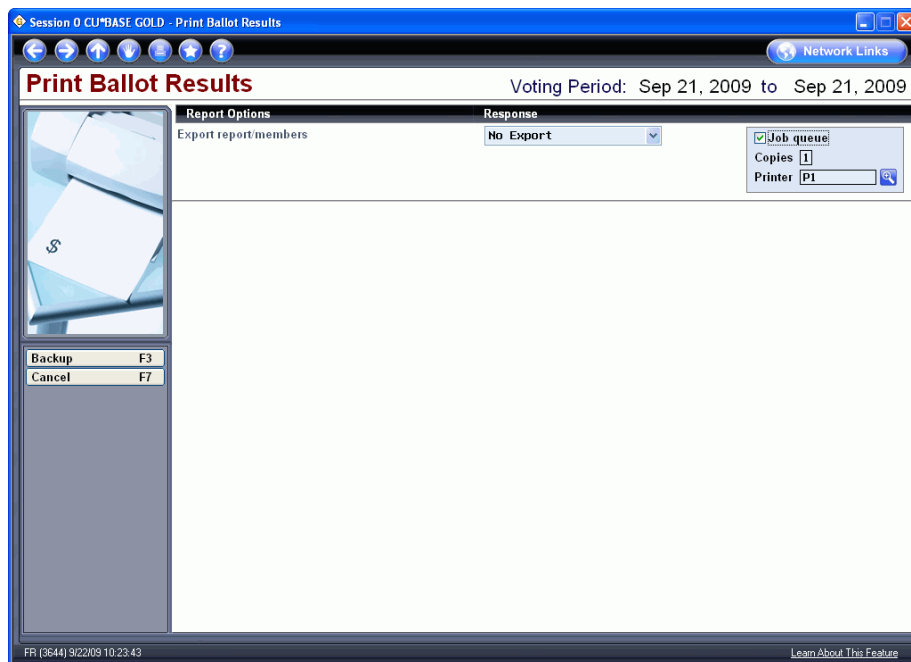 Session 0 CU*BASE GOLD - Print Ballot Results
Network Links
Print Ballot Results
Voting Period: Sep 21, 2009 to Sep 21, 2009
Report Options Response
Export report/members No Export
Job queue
Copies 1
Printer P1
$
Backup F3
Cancel F7
FR (3644) 9/22/09 10:23:43
Learn About This Feature